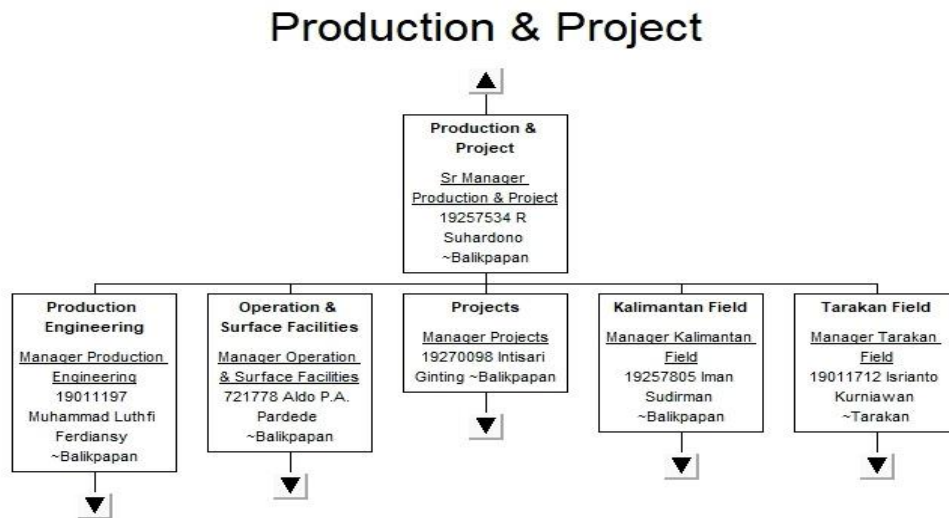 Production & Project
Production &
Project
Sr Manager
Production & Project
19257534 R
Suhardono
~Balikpapan
Production
Engineering
Manager Production
Engineering
19011197
Muhammad Luthfi
Ferdiansy
~Balikpapan
Operation &
Surface Facilities
Manager Operation
& Surface Facilities
721778 Aldo P.A.
Pardede
~Balikpapan
Projects
Manager Projects
19270098 Intisari
Ginting ~Balikpapan
Kalimantan Field
Manager Kalimantan
Field
19257805 Iman
Sudirman
~Balikpapan
Tarakan Field
Manager Tarakan
Field
19011712 Isrianto
Kurniawan
~Tarakan